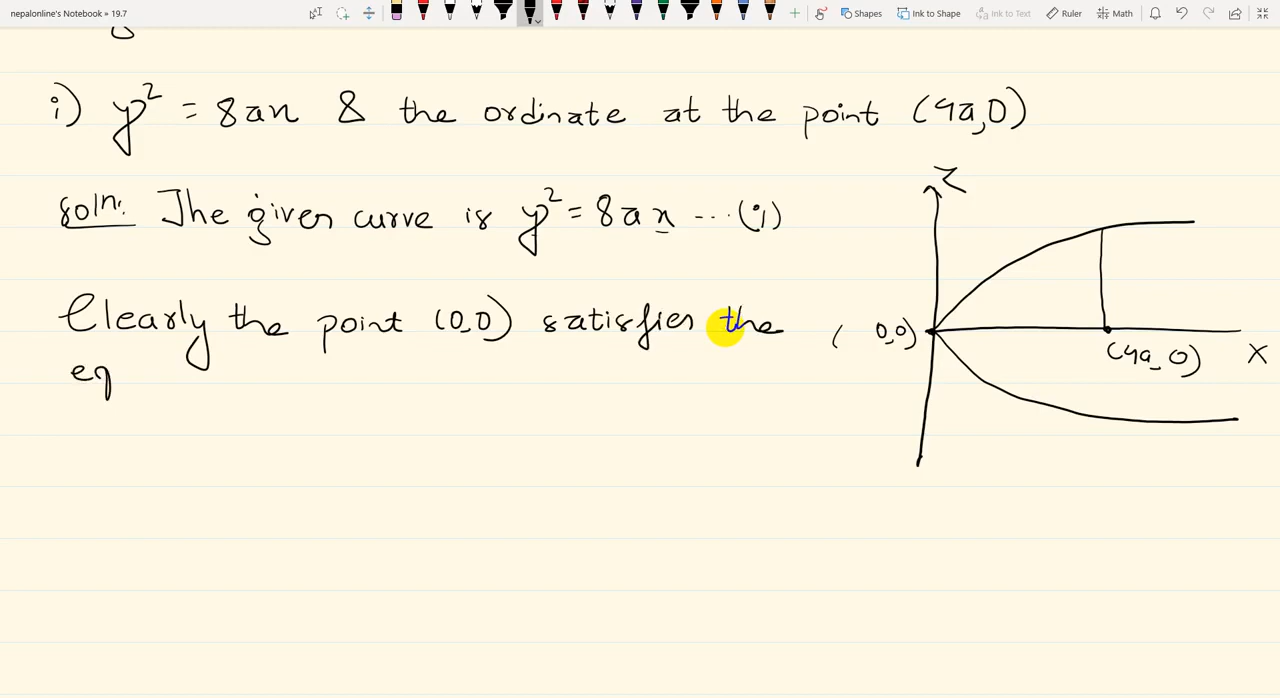 nepalonline's Notebook » 19.7
Shapes
Ink to Shape
Ink to Text
Ruler
Math
i) y² = 8ax & the ordinate at the point (4a,0)
soln. The given curve is y² = 8ax ...(i)
Clearly the point (0,0) satisfies the
eq
(0,0)
(4a,0)
X